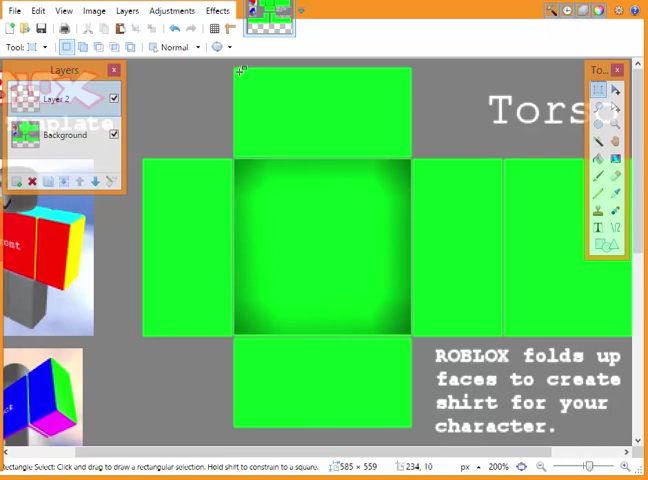 File Edit View Image Layers Adjustments Effects
Tool: Normal
Layers
Layer 2
Background
To...
Torso
ROBLOX folds up
faces to create
shirt for your
character.
Rectangle Select: Click and drag to draw a rectangular selection. Hold shift to constrain to a square. 585 × 559 234, 10 px 200%